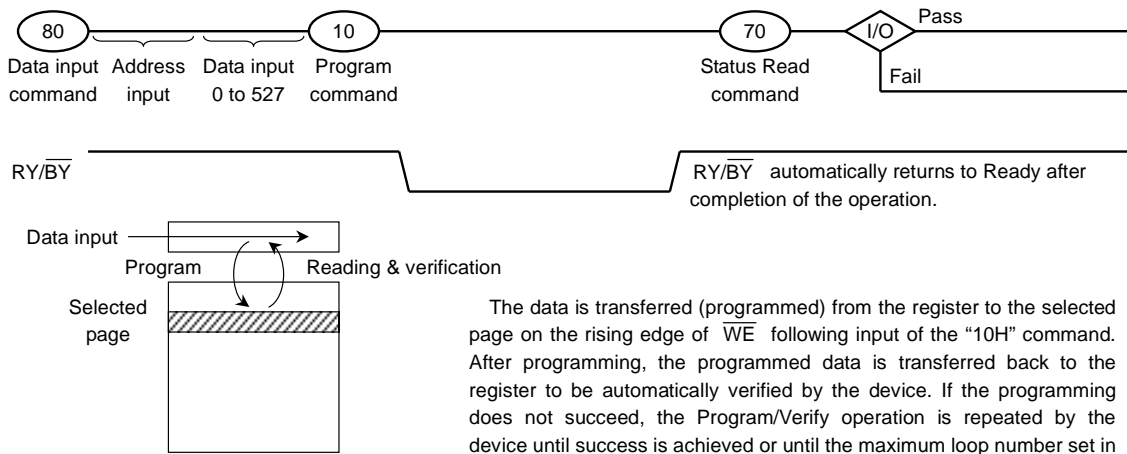 80 10 70 I/O Pass
Data input Address Data input Program Status Read
command input 0 to 527 command command Fail
RY/BY RY/BY automatically returns to Ready after
completion of the operation.
Data input
Program Reading & verification
Selected
page
The data is transferred (programmed) from the register to the selected
page on the rising edge of WE following input of the “10H” command.
After programming, the programmed data is transferred back to the
register to be automatically verified by the device. If the programming
does not succeed, the Program/Verify operation is repeated by the
device until success is achieved or until the maximum loop number set in